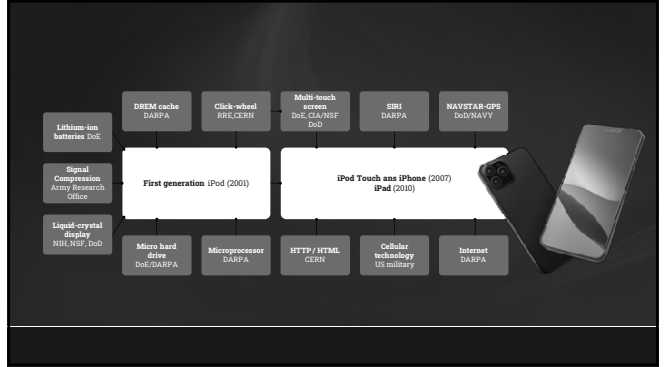 DREM cache
DARPA
Click-wheel
RRE,CERN
Multi-touch
screen
DoE, CIA/NSF
DoD
SIRI
DARPA
NAVSTAR-GPS
DoD/NAVY
Lithium-ion
batteries DoE
Signal
Compression
Army Research
Office
Liquid-crystal
display
NIH, NSF, DoD
First generation iPod (2001)
iPod Touch ans iPhone (2007)
iPad (2010)
Micro hard
drive
DoE/DARPA
Microprocessor
DARPA
HTTP / HTML
CERN
Cellular
technology
US military
Internet
DARPA